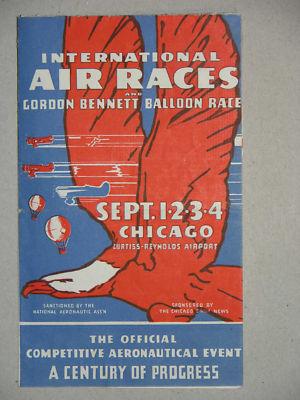 INTERNATIONAL
AIR RACES
AND
GORDON BENNETT BALLOON RACE
SEPT. 1·2·3·4
CHICAGO
CURTISS-REYNOLDS AIRPORT
SANCTIONED BY THE
NATIONAL AERONAUTIC ASS'N
SPONSORED BY
THE CHICAGO NEWS
THE OFFICIAL
COMPETITIVE AERONAUTICAL EVENT
A CENTURY OF PROGRESS